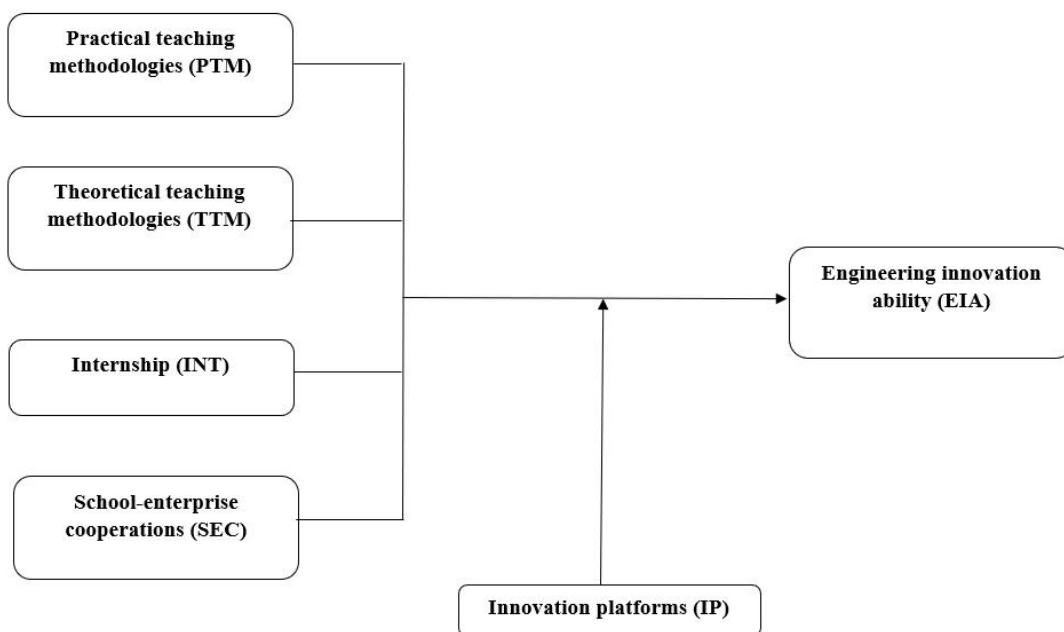 Practical teaching
methodologies (PTM)
Theoretical teaching
methodologies (TTM)
Engineering innovation
ability (EIA)
Internship (INT)
School-enterprise
cooperations (SEC)
Innovation platforms (IP)